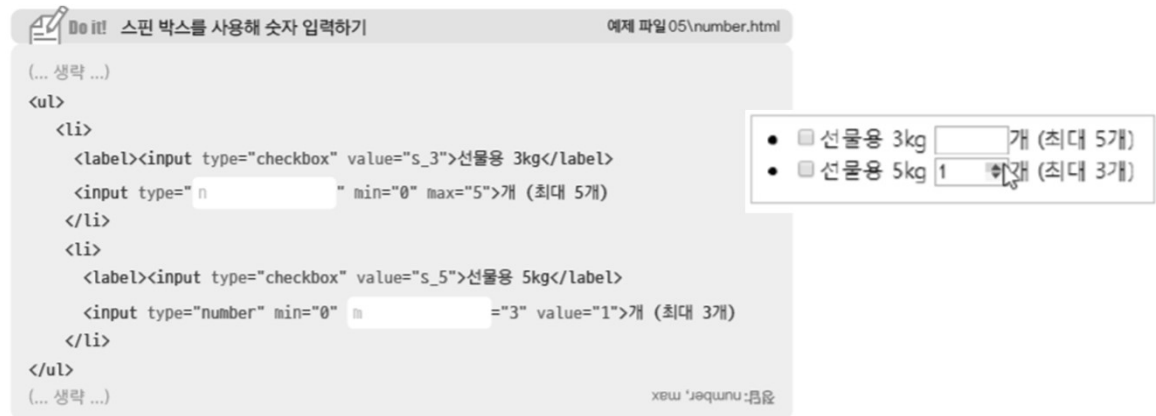 Do it! 스핀 박스를 사용해 숫자 입력하기
예제 파일 05\number.html
(... 생략 ...)
<ul>
<li>
<label><input type="checkbox" value="s_3">선물용 3kg</label>
<input type="n" min="0" max="5">개 (최대 5개)
</li>
<li>
<label><input type="checkbox" value="s_5">선물용 5kg</label>
<input type="number" min="0" m="3" value="1">개 (최대 3개)
</li>
</ul>
(... 생략 ...)
정답: number, max
선물용 3kg 개 (최대 5개)
선물용 5kg 1 개 (최대 3개)